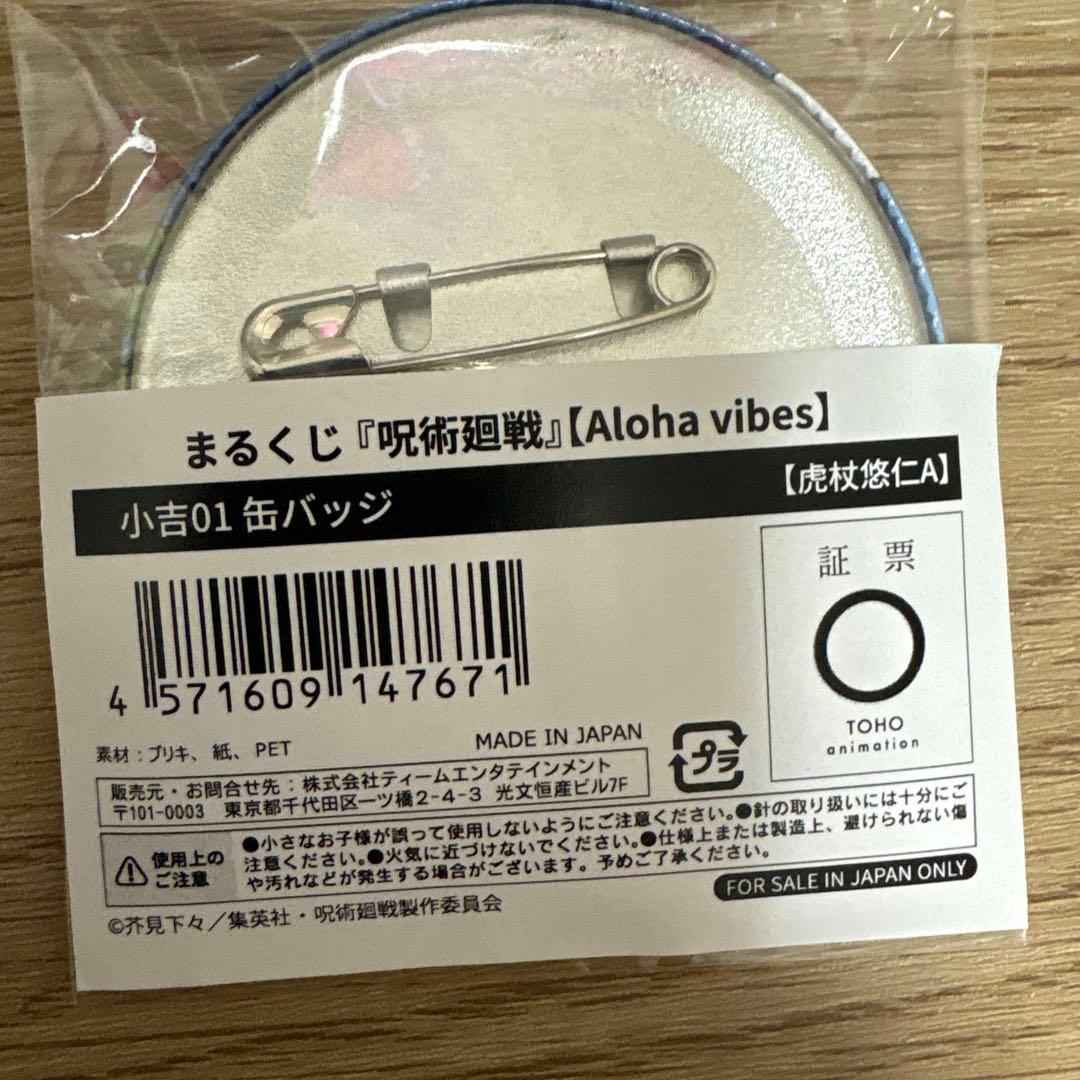 まるくじ『呪術廻戦』【Aloha vibes】
小吉01 缶バッジ
【虎杖悠仁A】
証 票
TOHO
animation
4 571609 147671
素材：ブリキ、紙、PET
MADE IN JAPAN
プラ
販売元・お問合せ先：株式会社ティームエンタテインメント
〒101-0003 東京都千代田区一ツ橋2-4-3 光文恒産ビル7F
使用上の
ご注意
●小さなお子様が誤って使用しないようにご注意ください。●針の取り扱いには十分にご
注意ください。●火気に近づけないでください。●仕様上または製造上、避けられない傷
や汚れなどが発生する場合がございます。予めご了承ください。
FOR SALE IN JAPAN ONLY
©芥見下々／集英社・呪術廻戦製作委員会